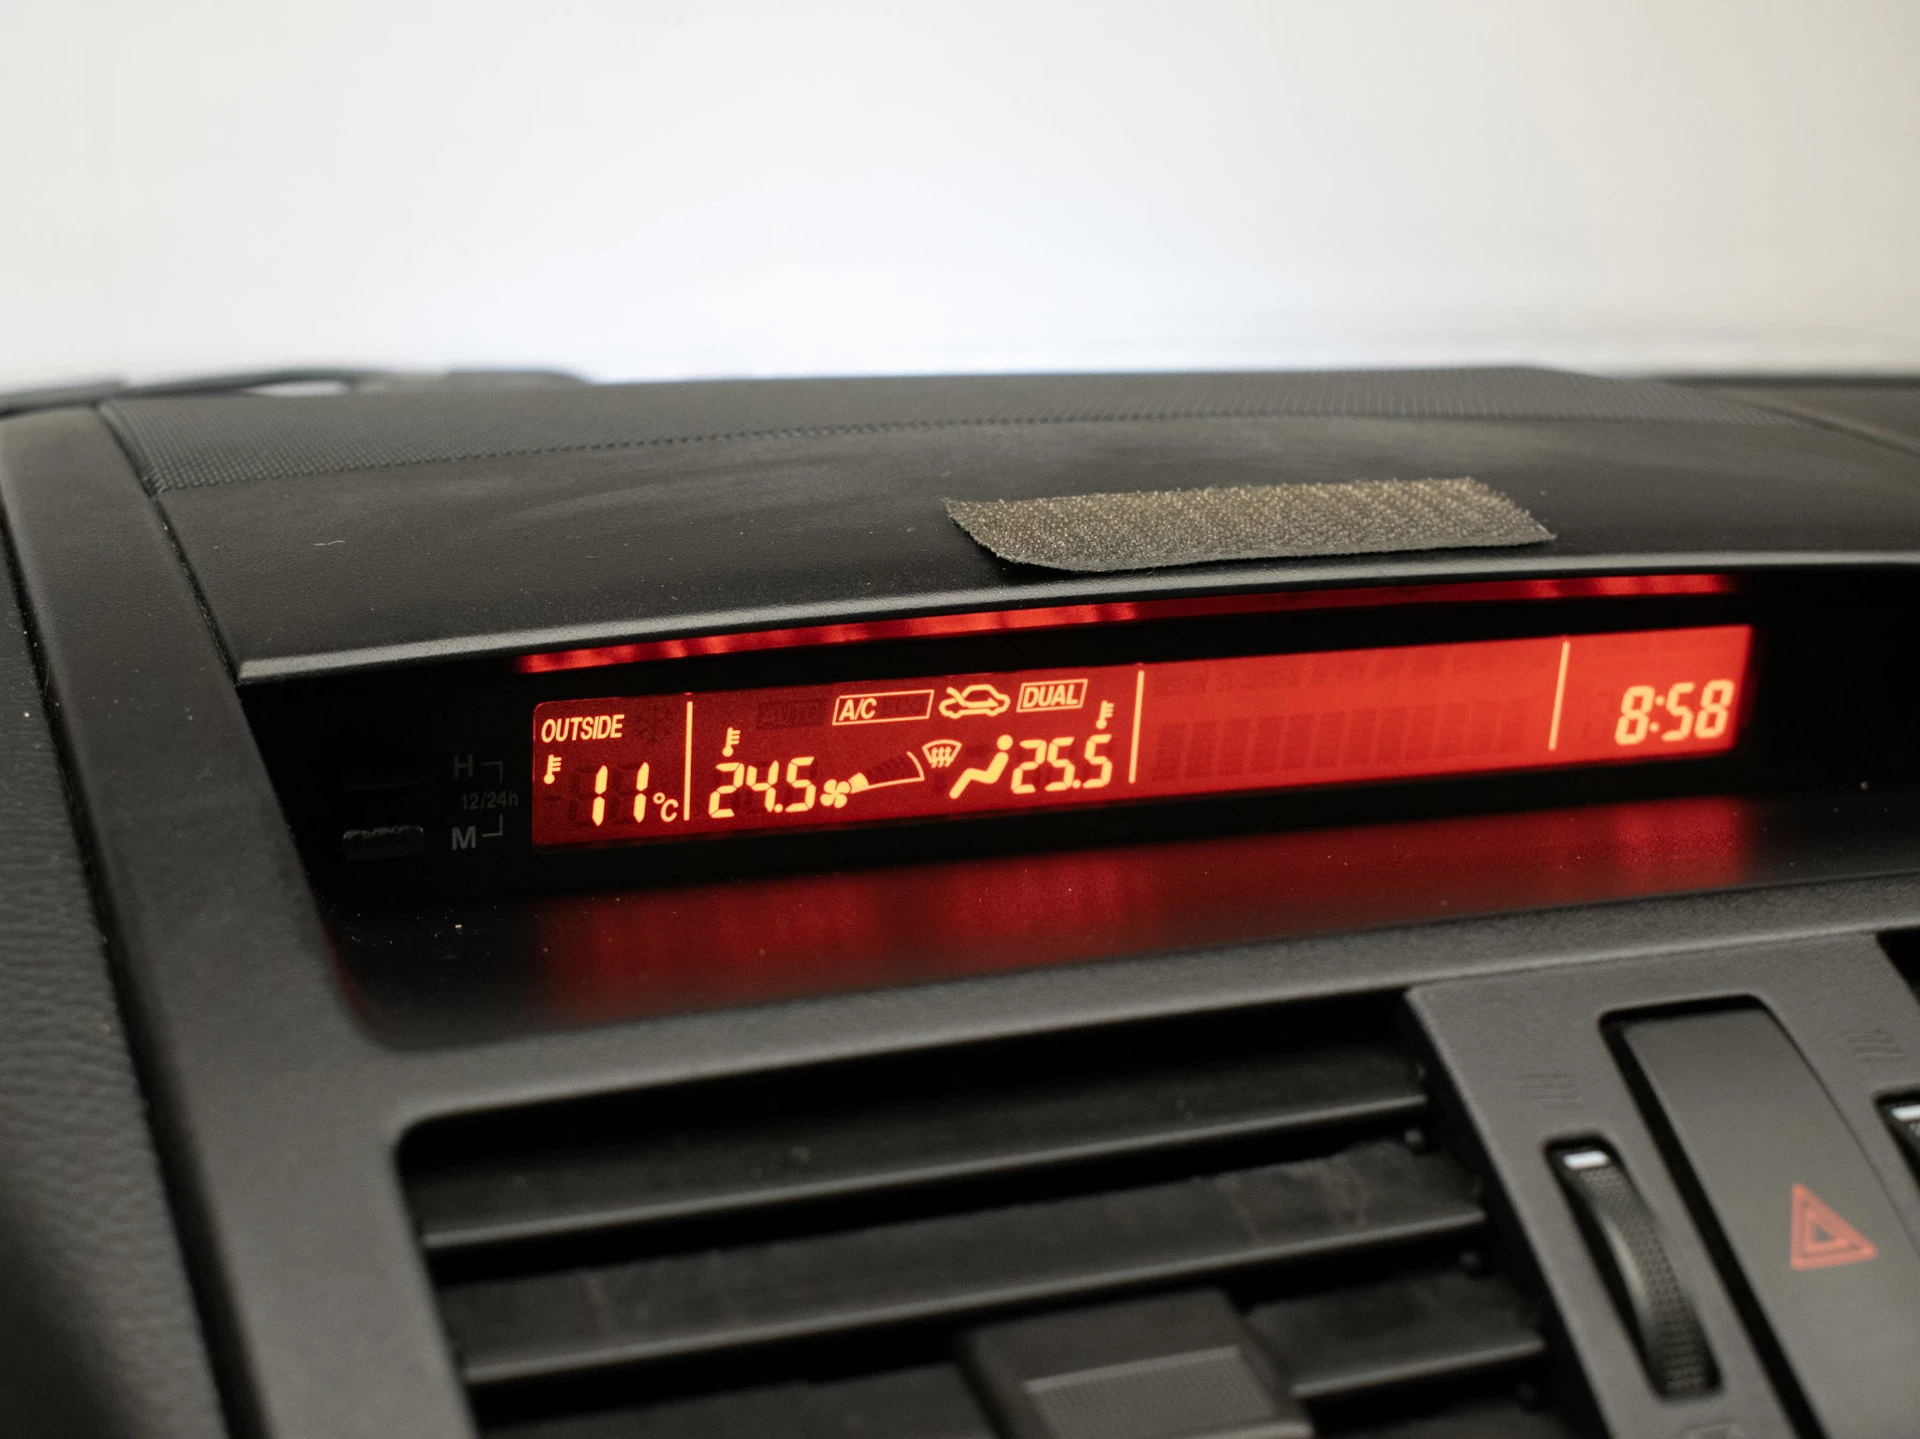 OUTSIDE
11°C
A/C
DUAL
24.5
25.5
8:58
H
12/24h
M